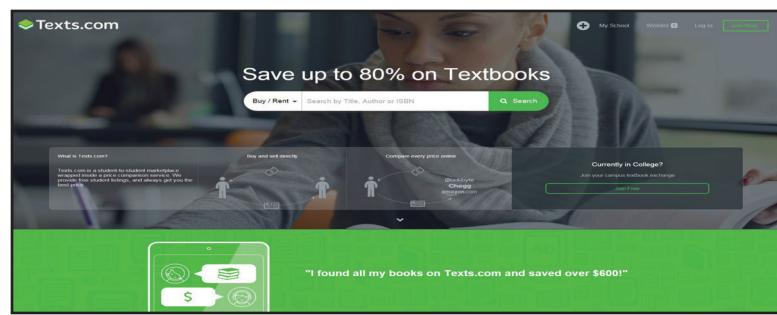 Texts.com
My School Wishlist 0 Log In Join Now
Save up to 80% on Textbooks
Buy / Rent Search by Title, Author or ISBN Search
What is Texts.com?
Texts.com is a student-to-student marketplace
wrapped inside a price comparison service. We
provide free student listings, and always get you the
best price.
Buy and sell directly
Compare every price online
Chegg
amazon.com
Currently in College?
Join your campus textbook exchange
Join Free
"I found all my books on Texts.com and saved over $600!"
$